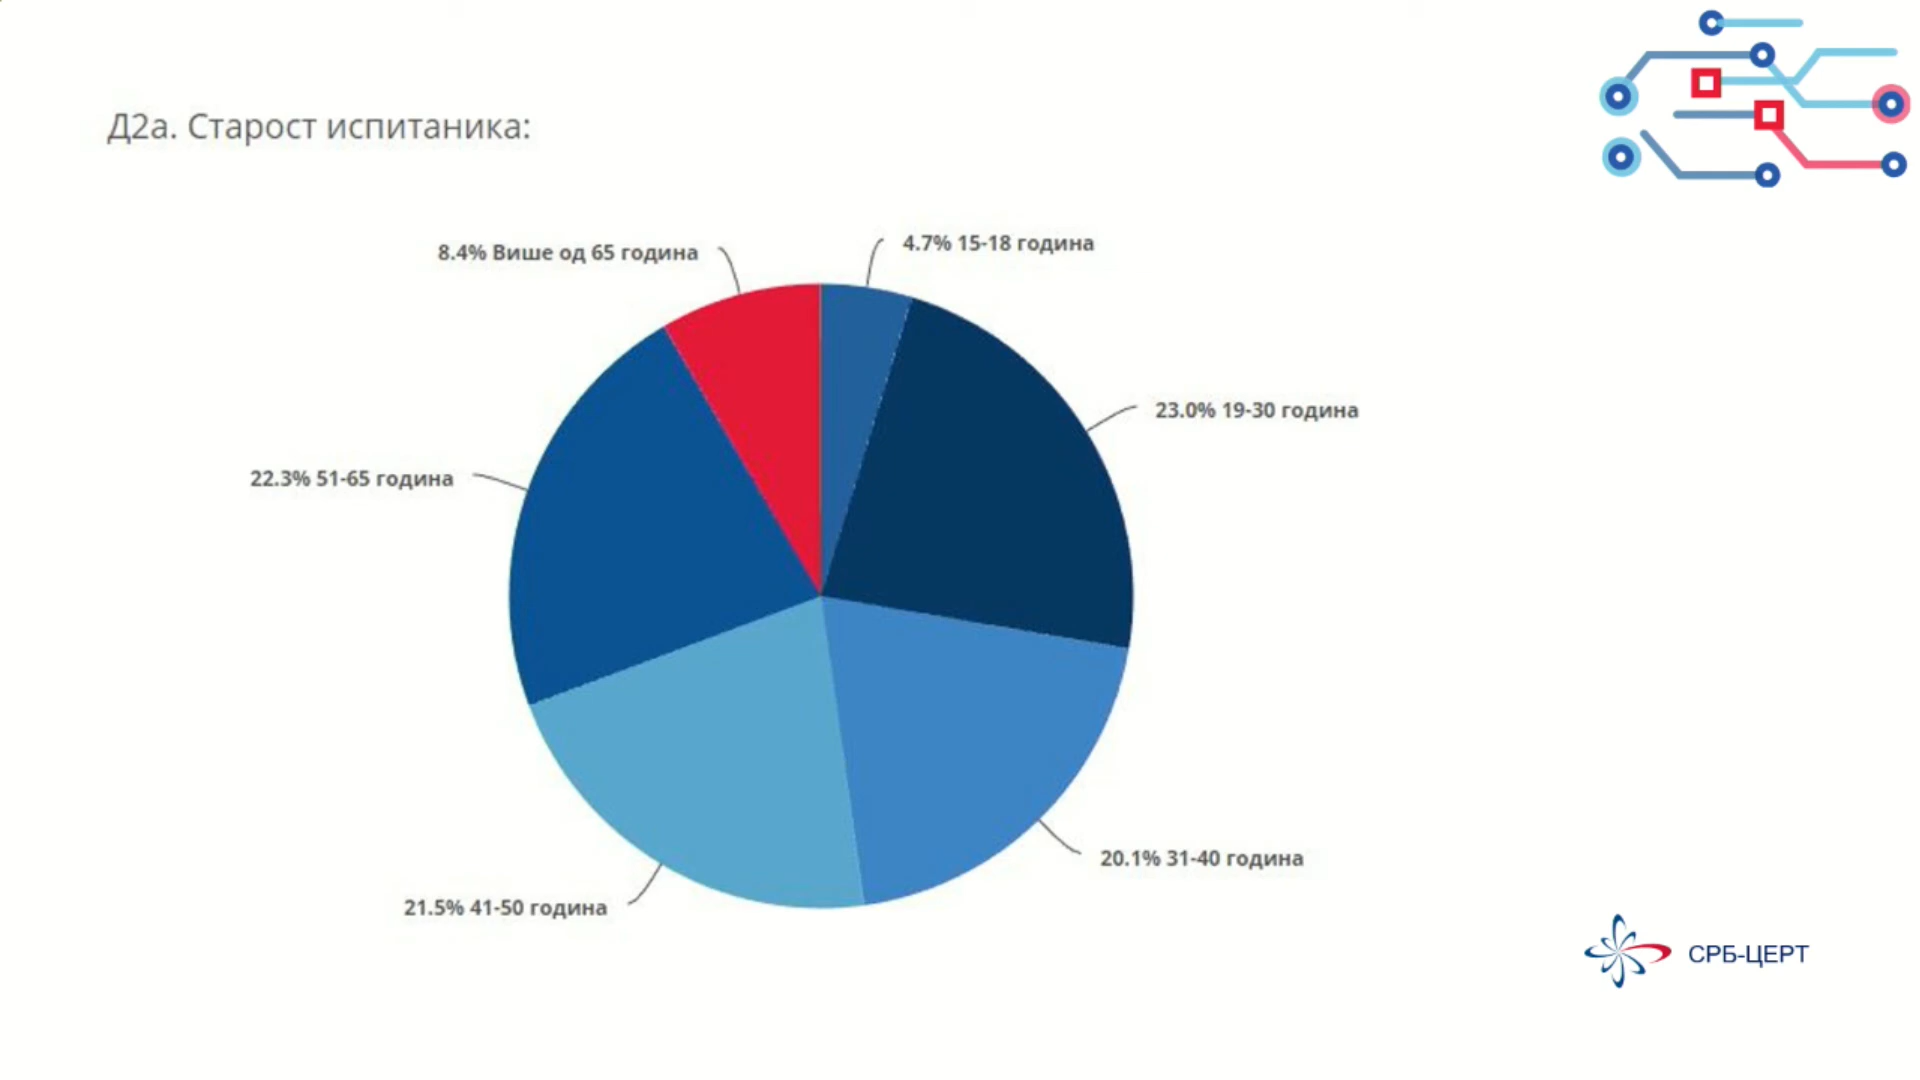 Д2а. Старост испитаника:
8.4% Више од 65 година
4.7% 15-18 година
23.0% 19-30 година
22.3% 51-65 година
20.1% 31-40 година
21.5% 41-50 година
СРБ-ЦЕРТ